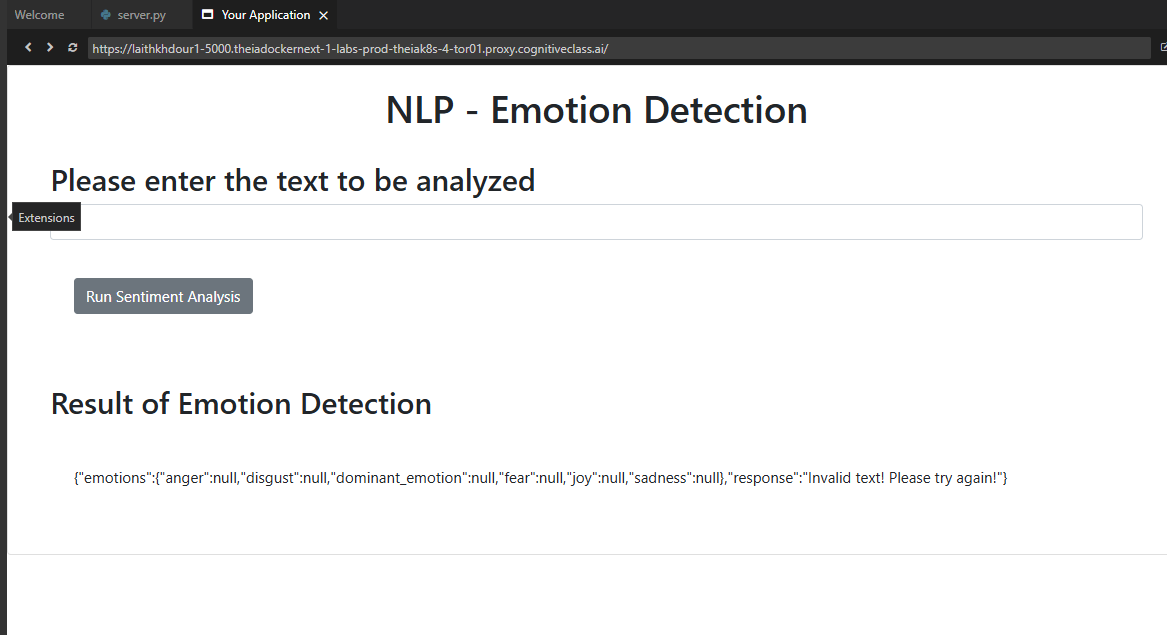 Welcome server.py Your Application
https://laithkhdour1-5000.theiadockernext-1-labs-prod-theiak8s-4-tor01.proxy.cognitiveclass.ai/
NLP - Emotion Detection
Please enter the text to be analyzed
Extensions
Run Sentiment Analysis
Result of Emotion Detection
{"emotions":{"anger":null,"disgust":null,"dominant_emotion":null,"fear":null,"joy":null,"sadness":null},"response":"Invalid text! Please try again!"}